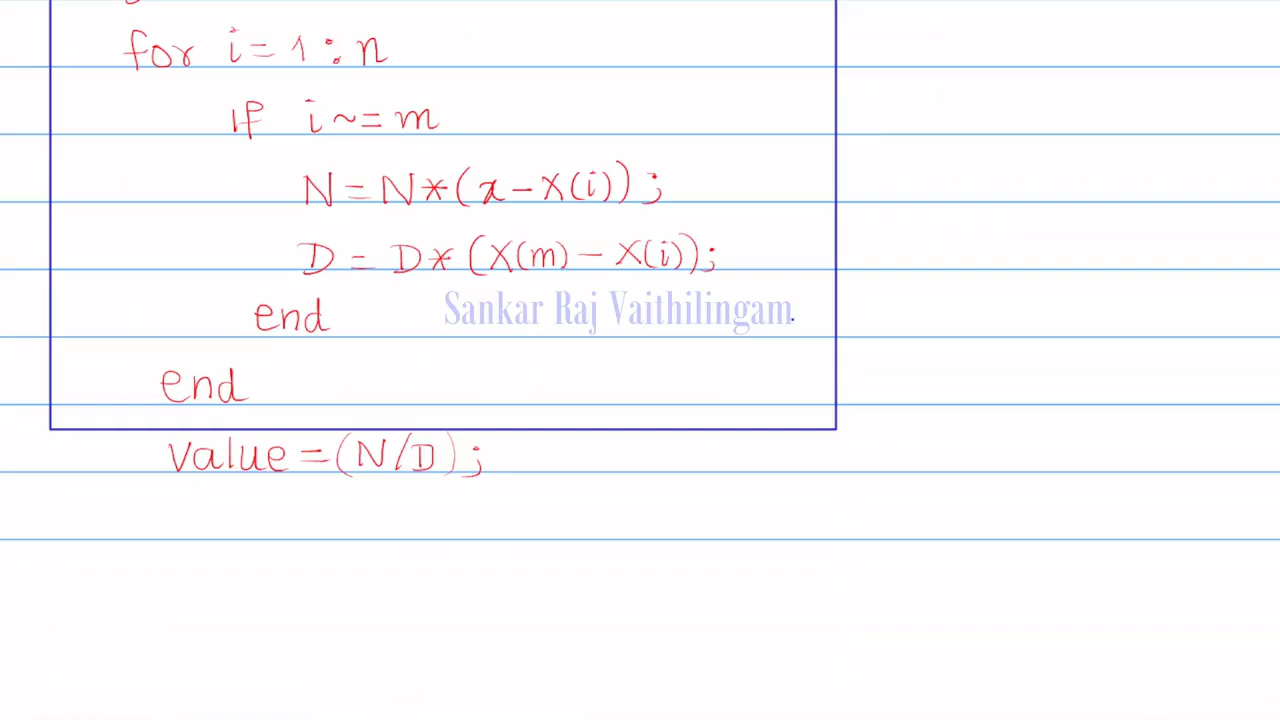 for i = 1 : n
if i ~= m
N = N*(x - X(i));
D = D* (X(m) - X(i));
end
Sankar Raj Vaithilingam.
end
value = (N/D);